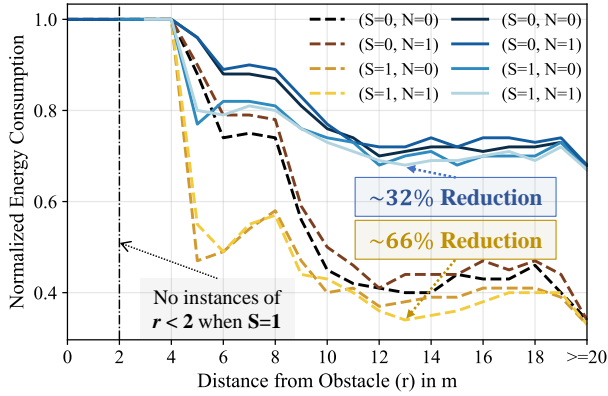 (S=0, N=0)
(S=0, N=1)
(S=1, N=0)
(S=1, N=1)
(S=0, N=0)
(S=0, N=1)
(S=1, N=0)
(S=1, N=1)
1.0
0.8
0.6
0.4
Normalized Energy Consumption
~32% Reduction
~66% Reduction
No instances of
r < 2 when S=1
0 2 4 6 8 10 12 14 16 18 >=20
Distance from Obstacle (r) in m